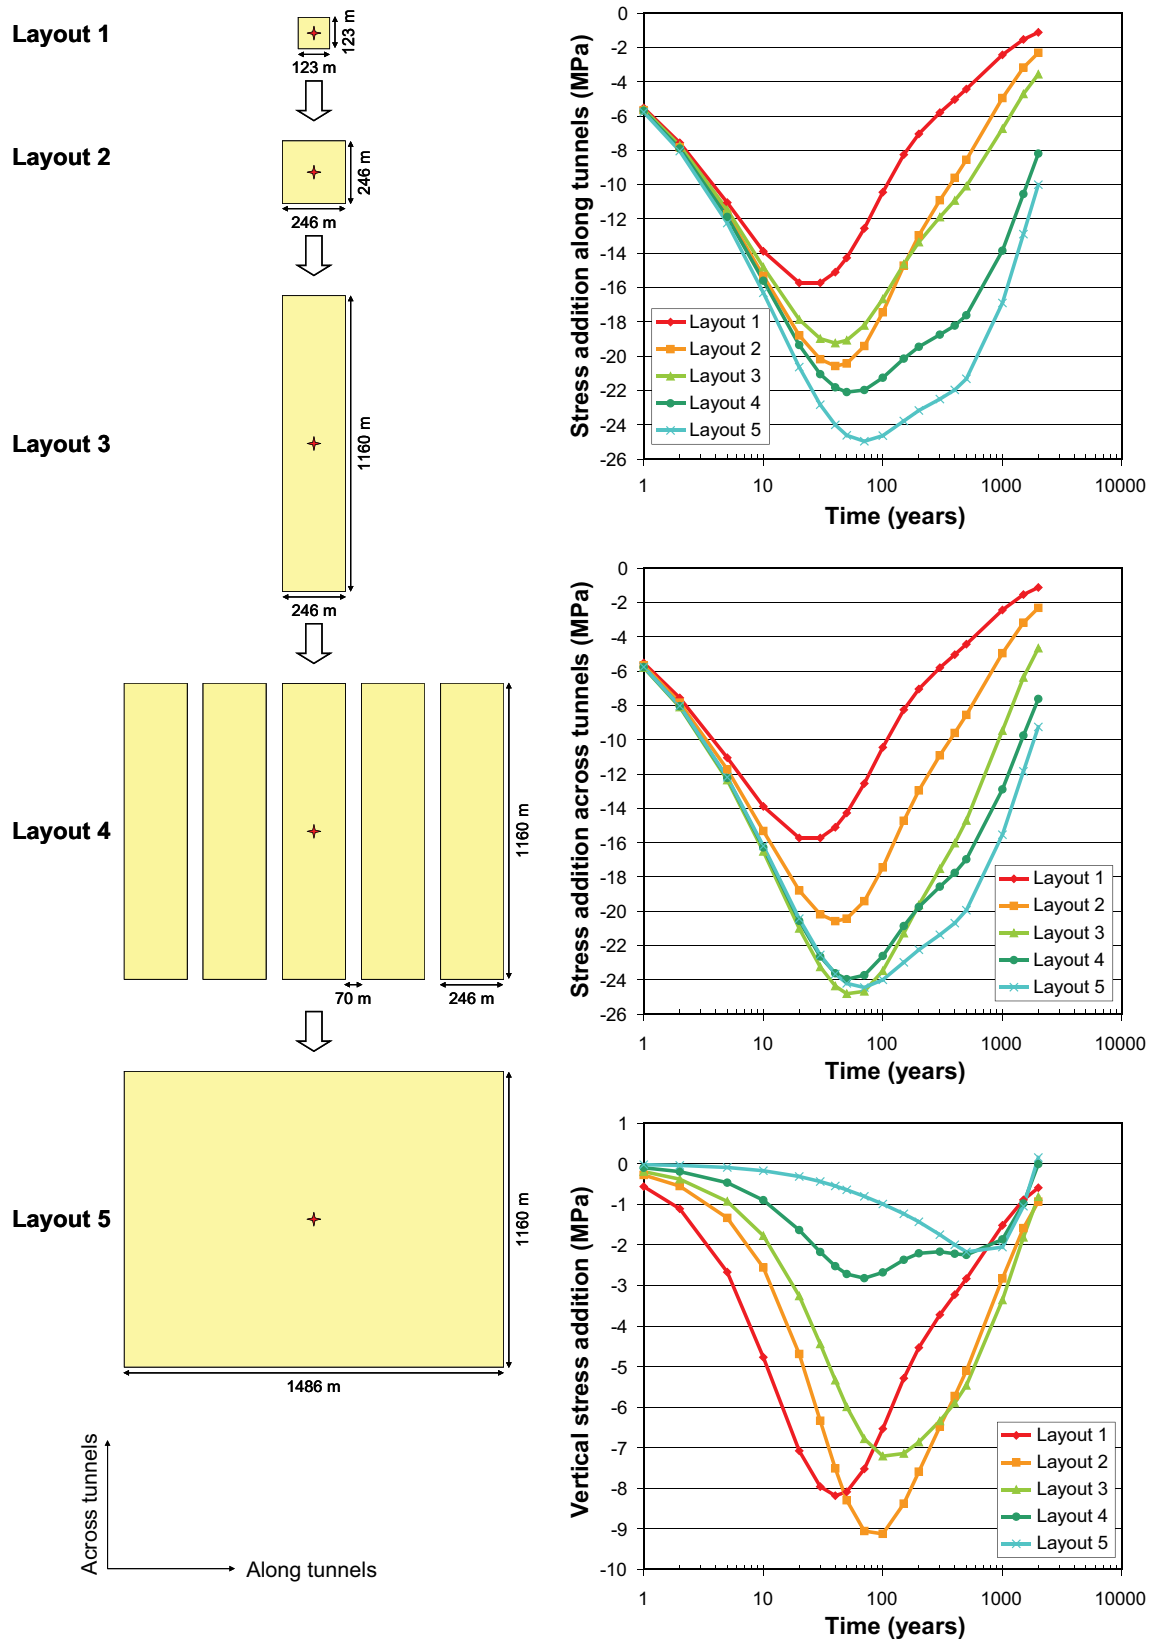 Layout 1
123 m
123 m
Layout 2
246 m
246 m
Layout 3
1160 m
246 m
Layout 4
1160 m
70 m
246 m
Layout 5
1160 m
1486 m
Across tunnels
Along tunnels
Stress addition along tunnels (MPa)
0
-2
-4
-6
-8
-10
-12
-14
-16
-18
-20
-22
-24
-26
Layout 1
Layout 2
Layout 3
Layout 4
Layout 5
1 10 100 1000 10000
Time (years)
Stress addition across tunnels (MPa)
0
-2
-4
-6
-8
-10
-12
-14
-16
-18
-20
-22
-24
-26
Layout 1
Layout 2
Layout 3
Layout 4
Layout 5
1 10 100 1000 10000
Time (years)
Vertical stress addition (MPa)
1
0
-1
-2
-3
-4
-5
-6
-7
-8
-9
-10
Layout 1
Layout 2
Layout 3
Layout 4
Layout 5
1 10 100 1000 10000
Time (years)